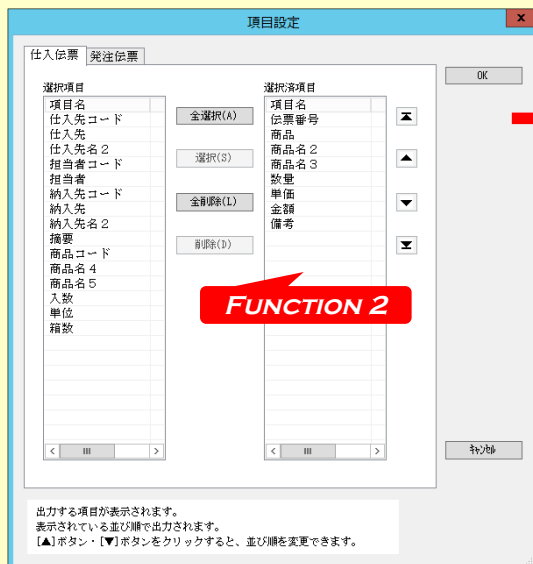 項目設定
x
仕入伝票 発注伝票
OK
選択項目
項目名
仕入先コード
仕入先
仕入先名2
担当者コード
担当者
納入先コード
納入先
納入先名2
摘要
商品コード
商品名4
商品名5
入数
単位
箱数
全選択(A)
選択(S)
全削除(L)
削除(D)
選択済項目
項目名
伝票番号
商品
商品名2
商品名3
数量
単価
金額
備考
FUNCTION 2
キャンセル
出力する項目が表示されます。
表示されている並び順で出力されます。
[▲]ボタン・[▼]ボタンをクリックすると、並び順を変更できます。